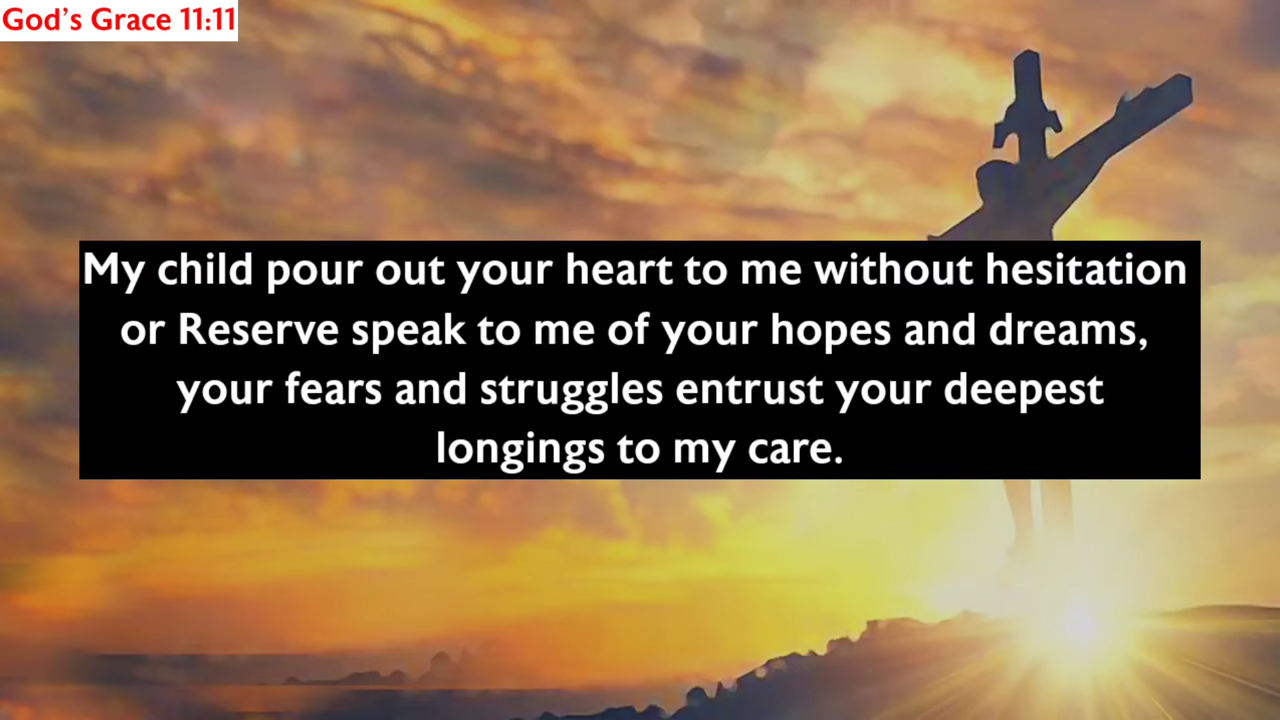 God’s Grace 11:11
My child pour out your heart to me without hesitation
or Reserve speak to me of your hopes and dreams,
your fears and struggles entrust your deepest
longings to my care.